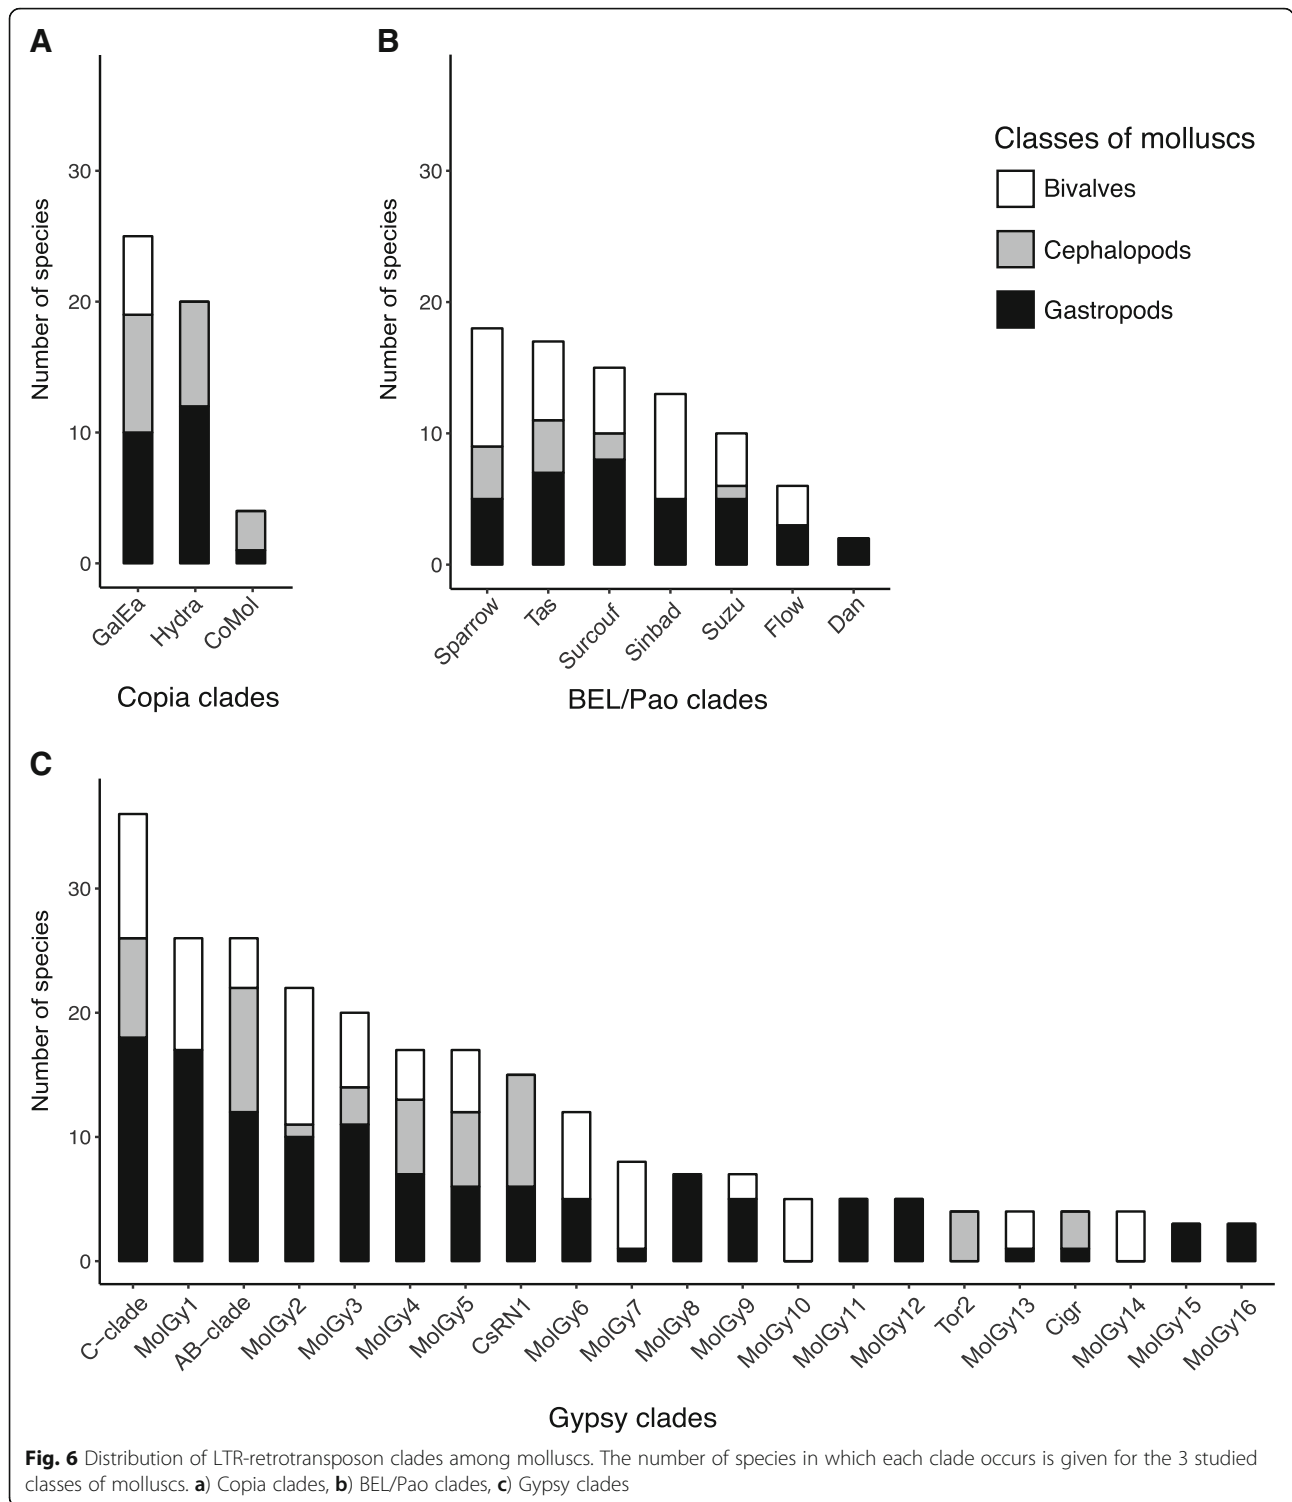 A
B
30
20
10
0
Number of species
GalEa
Hydra
CoMol
Copia clades
30
20
10
0
Number of species
Sparrow
Tas
Surcouf
Sinbad
Suzu
Flow
Dan
BEL/Pao clades
Classes of molluscs
Bivalves
Cephalopods
Gastropods
C
30
20
10
0
Number of species
C−clade
MolGy1
AB−clade
MolGy2
MolGy3
MolGy4
MolGy5
CsRN1
MolGy6
MolGy7
MolGy8
MolGy9
MolGy10
MolGy11
MolGy12
Tor2
MolGy13
Cigr
MolGy14
MolGy15
MolGy16
Gypsy clades
Fig. 6 Distribution of LTR-retrotransposon clades among molluscs. The number of species in which each clade occurs is given for the 3 studied
classes of molluscs. a) Copia clades, b) BEL/Pao clades, c) Gypsy clades